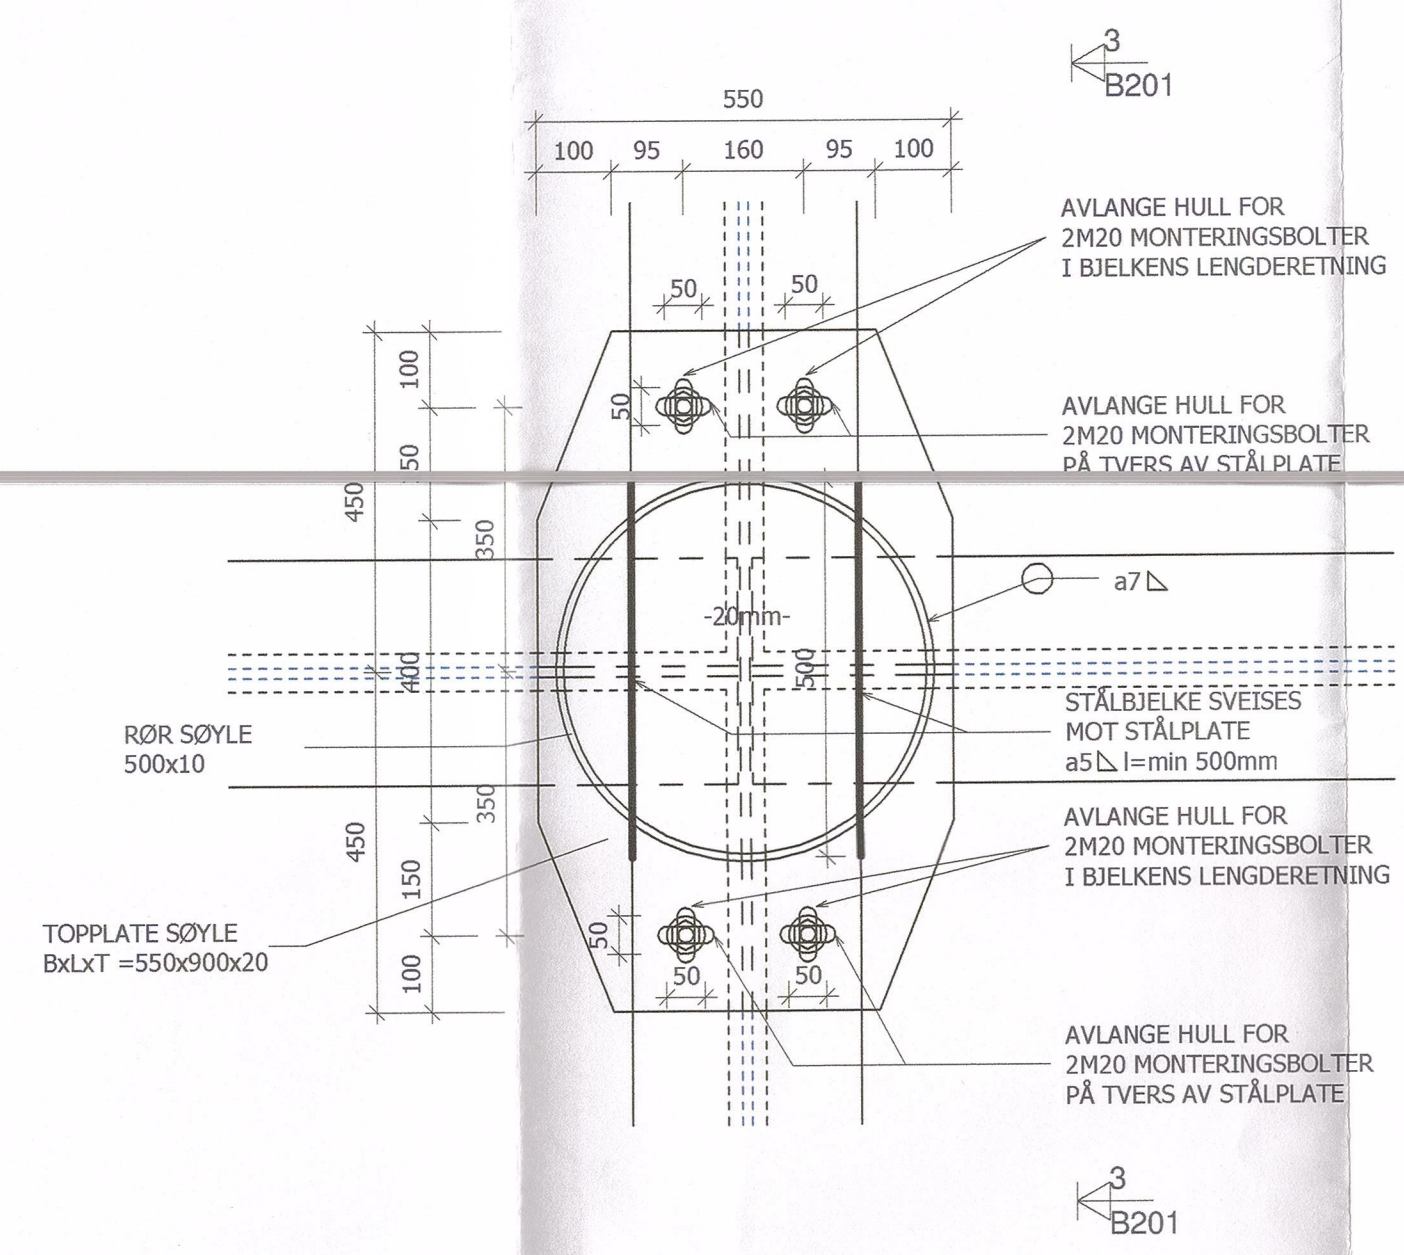 3
B201
550
100 95 160 95 100
AVLANGE HULL FOR
2M20 MONTERINGSBOLTER
I BJELKENS LENGDERETNING
50 50
100
50
AVLANGE HULL FOR
2M20 MONTERINGSBOLTER
PÅ TVERS AV STÅLPLATE
50
450
350
a7
-20mm-
400
500
STÅLBJELKE SVEISES
MOT STÅLPLATE
a5 l=min 500mm
RØR SØYLE
500x10
350
450
150
AVLANGE HULL FOR
2M20 MONTERINGSBOLTER
I BJELKENS LENGDERETNING
TOPPLATE SØYLE
BxLxT =550x900x20
100
50
50 50
AVLANGE HULL FOR
2M20 MONTERINGSBOLTER
PÅ TVERS AV STÅLPLATE
3
B201